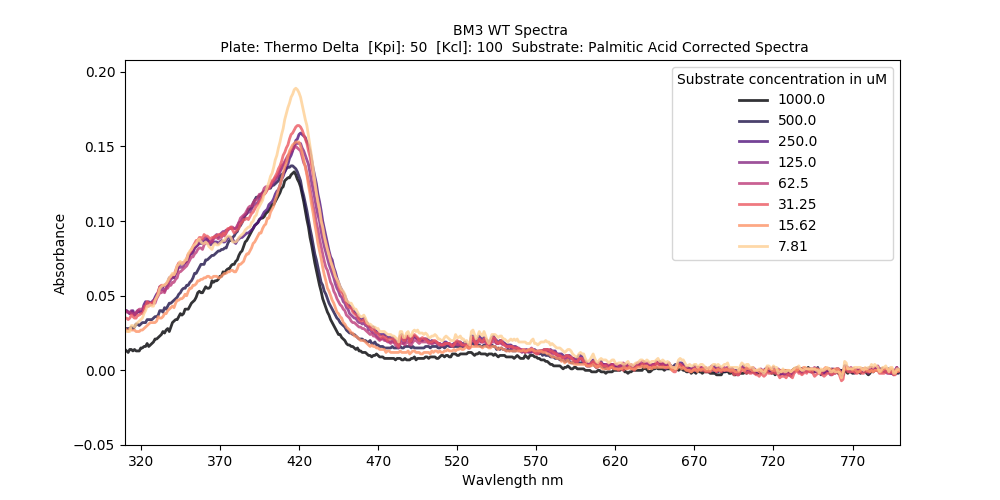 BM3 WT Spectra
Plate: Thermo Delta  [Kpi]: 50  [Kcl]: 100  Substrate: Palmitic Acid Corrected Spectra
Substrate concentration in uM
1000.0
500.0
250.0
125.0
62.5
31.25
15.62
7.81
Absorbance
0.20
0.15
0.10
0.05
0.00
−0.05
320 370 420 470 520 570 620 670 720 770
Wavlength nm